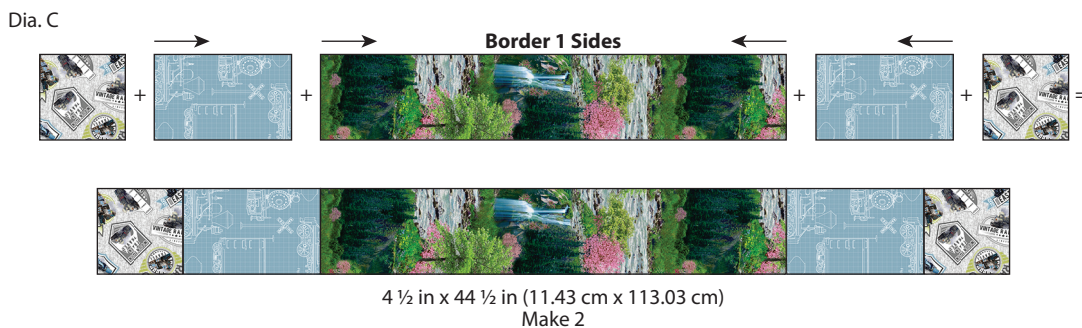 Dia. C
Border 1 Sides
+ + + + =
4 ½ in x 44 ½ in (11.43 cm x 113.03 cm)
Make 2